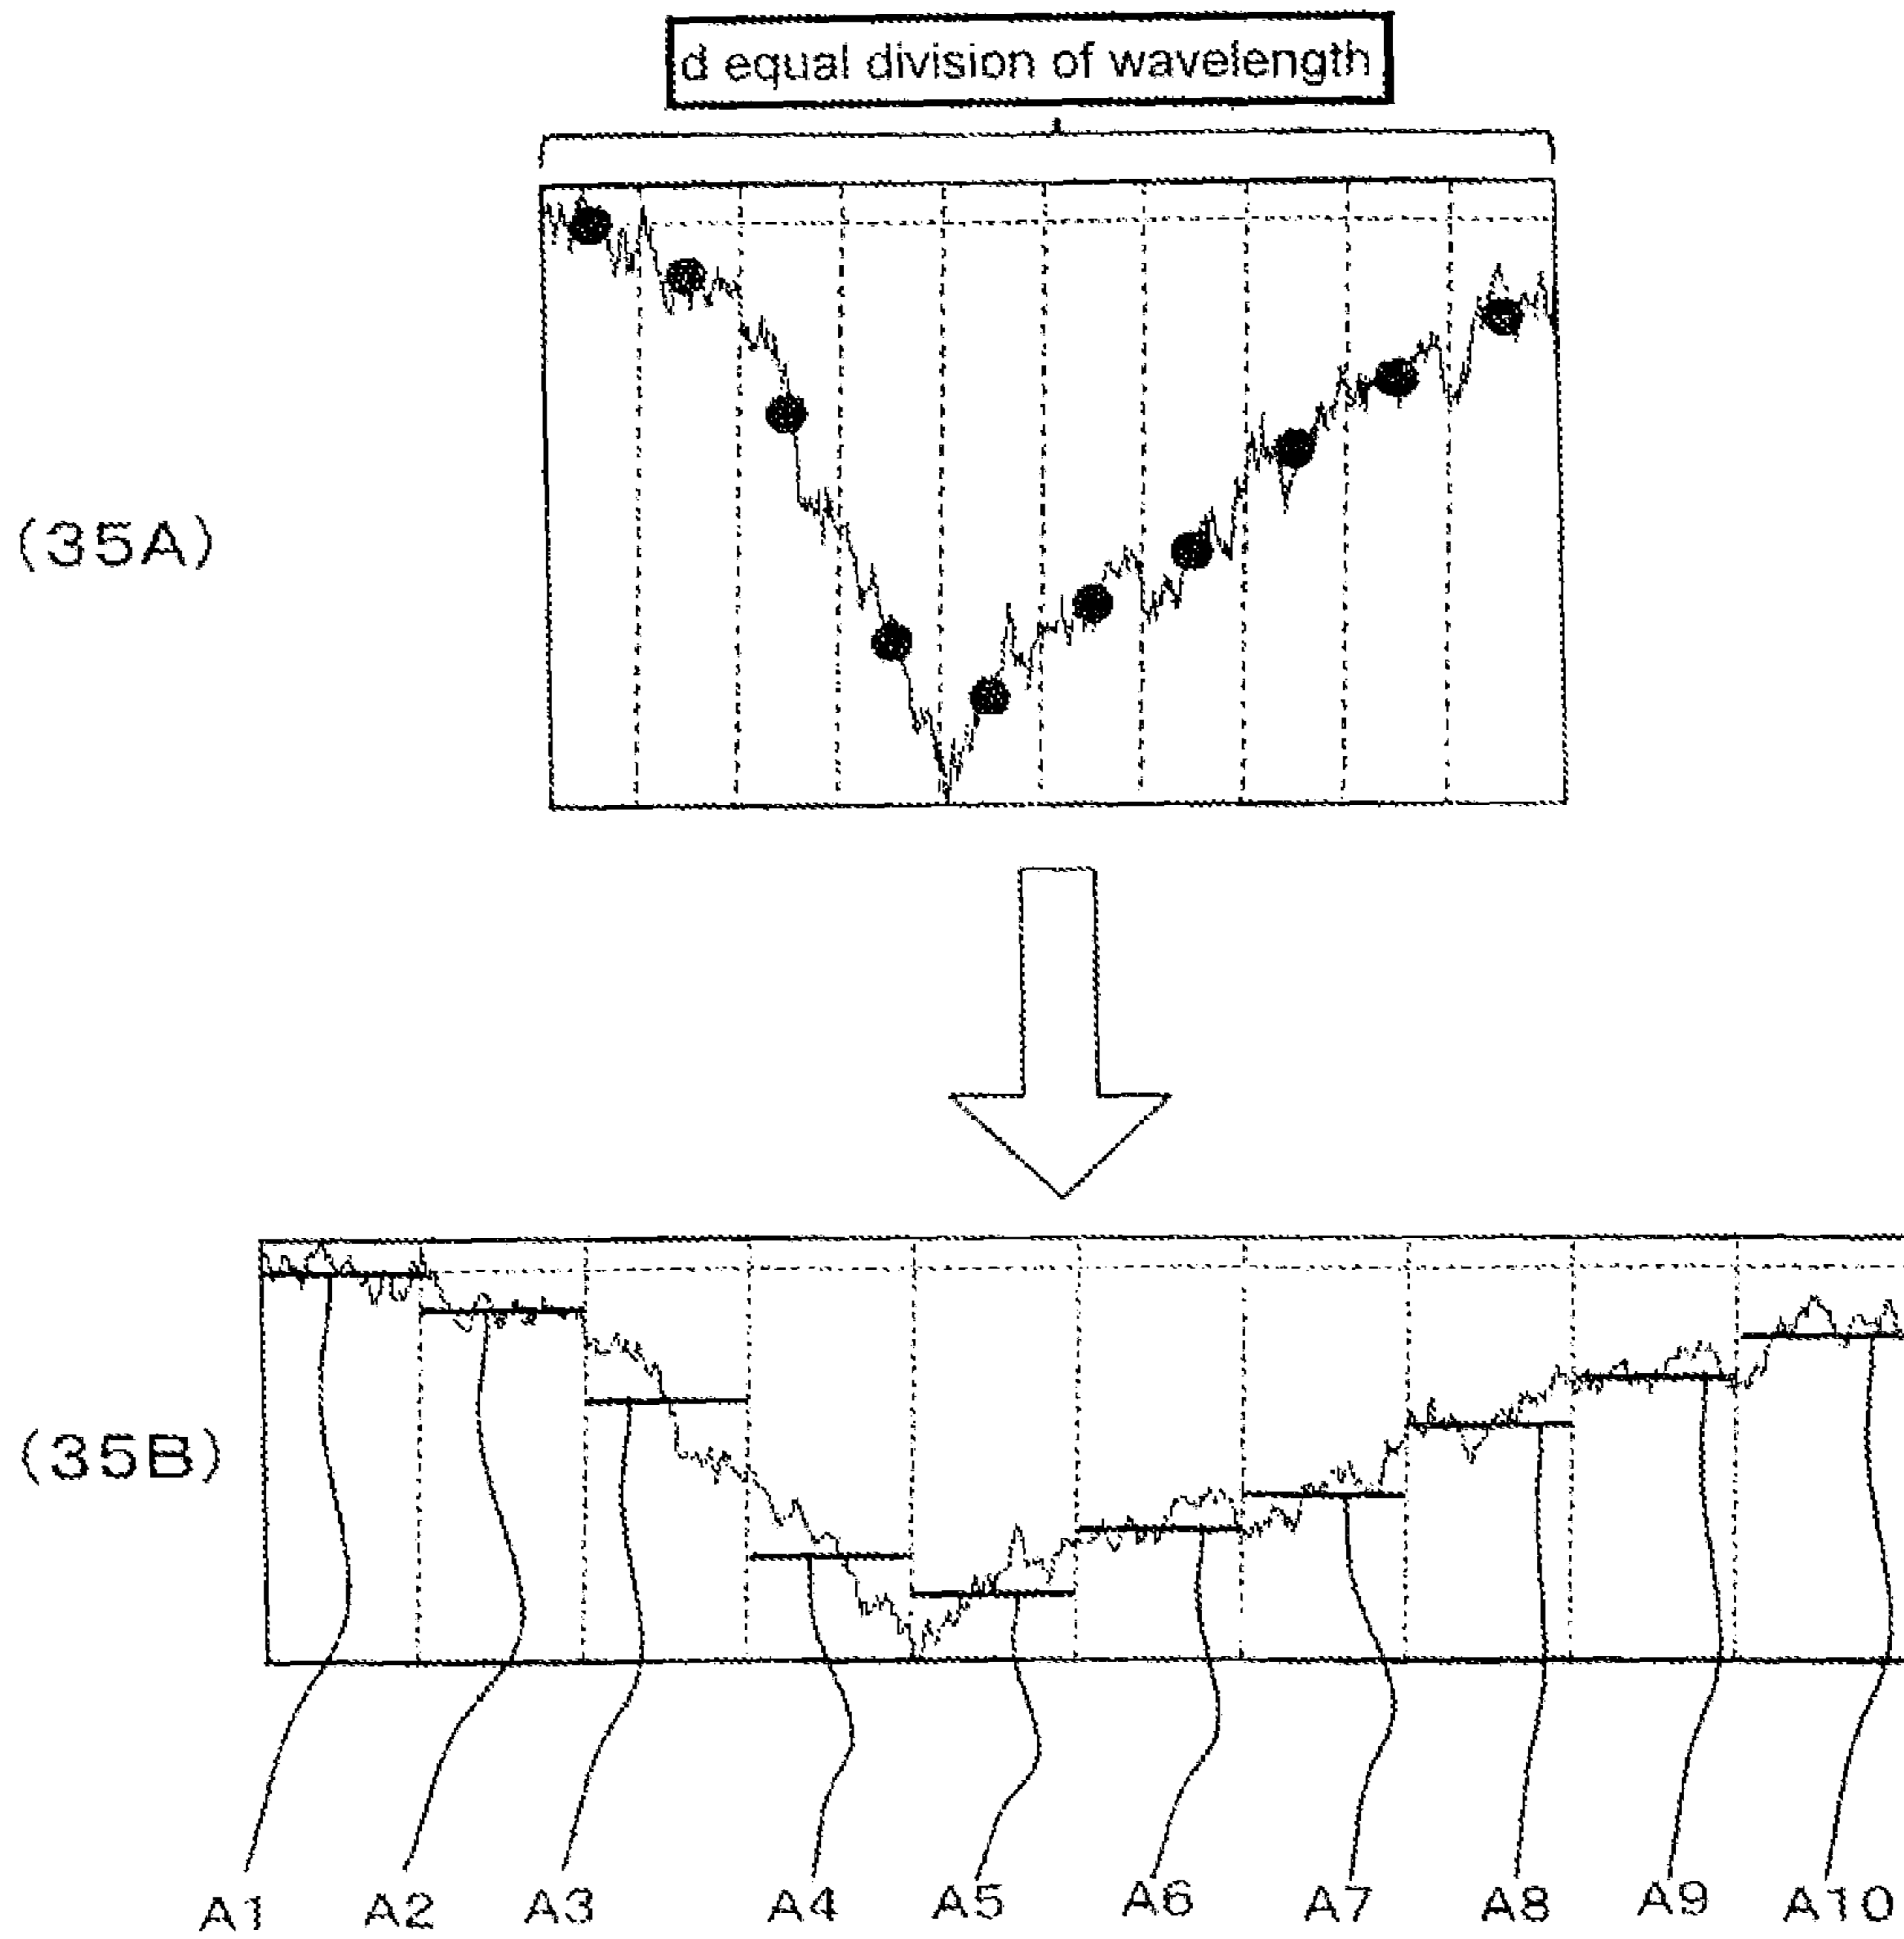 d equal division of wavelength
(35A)
(35B)
A1 A2 A3 A4 A5 A6 A7 A8 A9 A10